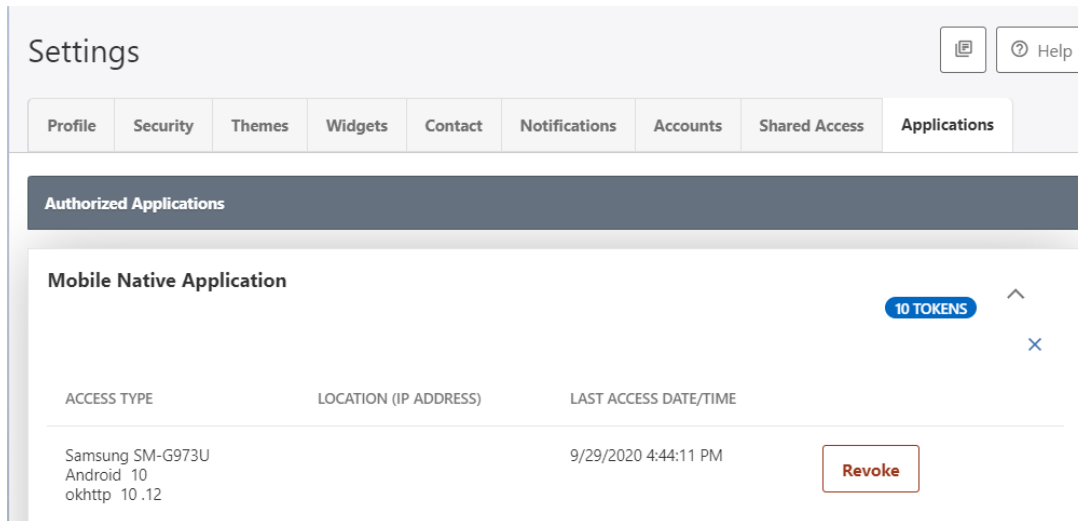 Settings
Help
Profile Security Themes Widgets Contact Notifications Accounts Shared Access Applications
Authorized Applications
Mobile Native Application
10 TOKENS
ACCESS TYPE LOCATION (IP ADDRESS) LAST ACCESS DATE/TIME
Samsung SM-G973U 9/29/2020 4:44:11 PM
Revoke
Android 10
okhttp 10 .12